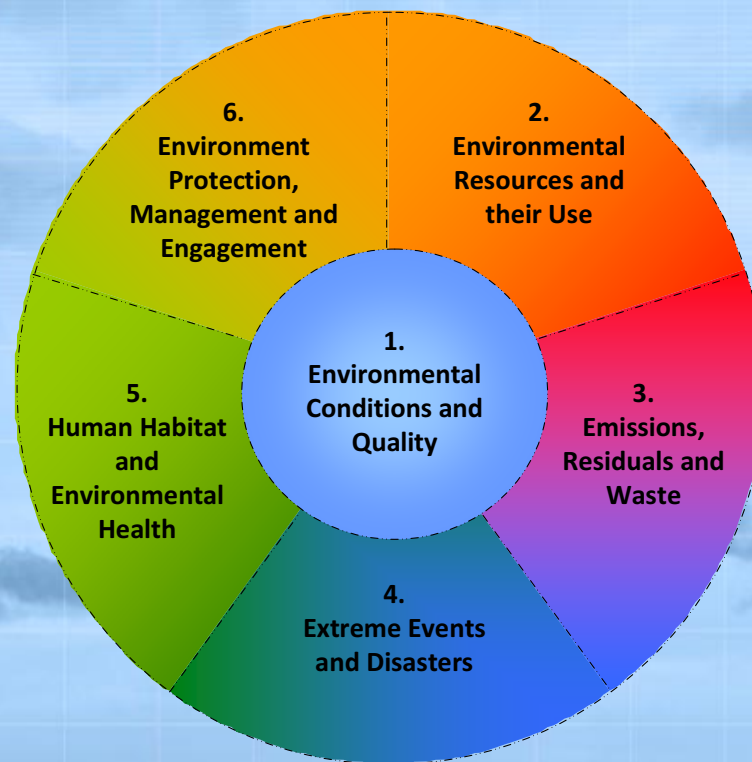 1.
Environmental
Conditions and
Quality
2.
Environmental
Resources and
their Use
3.
Emissions,
Residuals and
Waste
4.
Extreme Events
and Disasters
5.
Human Habitat
and
Environmental
Health
6.
Environment
Protection,
Management and
Engagement